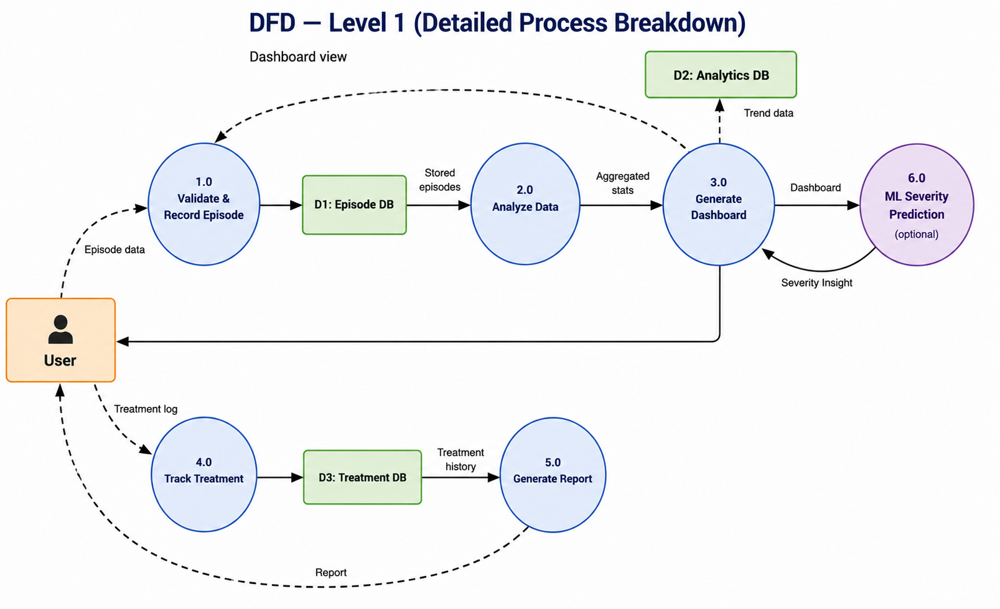 DFD — Level 1 (Detailed Process Breakdown)
Dashboard view
D2: Analytics DB
Trend data
1.0
Validate &
Record Episode
D1: Episode DB
Stored
episodes
2.0
Analyze Data
Aggregated
stats
3.0
Generate
Dashboard
Dashboard
6.0
ML Severity
Prediction
(optional)
Episode data
Severity Insight
User
Treatment log
4.0
Track Treatment
D3: Treatment DB
Treatment
history
5.0
Generate Report
Report